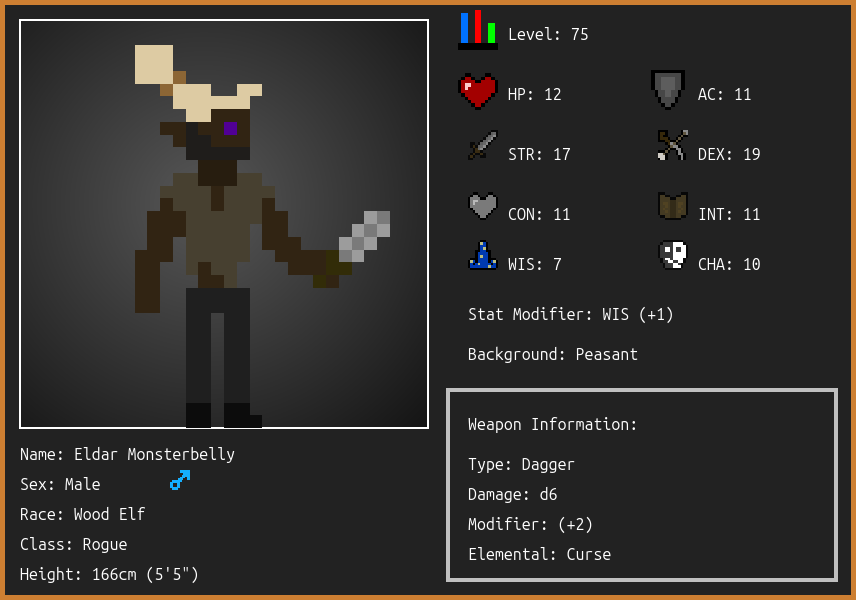 Level: 75
HP: 12
AC: 11
STR: 17
DEX: 19
CON: 11
INT: 11
WIS: 7
CHA: 10
Stat Modifier: WIS (+1)
Background: Peasant
Weapon Information:
Type: Dagger
Damage: d6
Modifier: (+2)
Elemental: Curse
Name: Eldar Monsterbelly
Sex: Male
Race: Wood Elf
Class: Rogue
Height: 166cm (5'5")